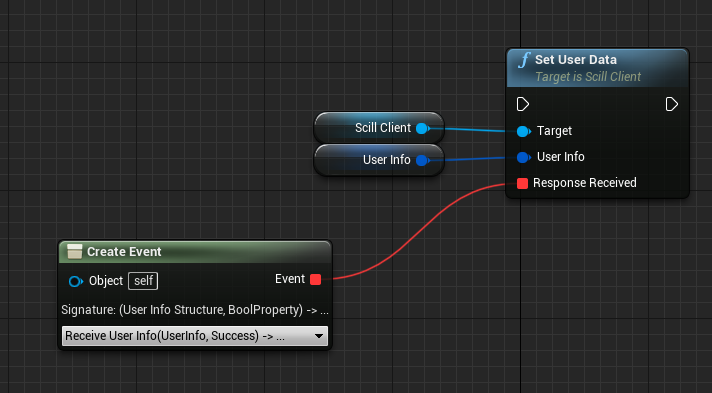 Set User Data
Target is Scill Client
Scill Client
Target
User Info
User Info
Response Received
Create Event
Object self
Event
Signature: (User Info Structure, BoolProperty) -> ...
Receive User Info(UserInfo, Success) -> ...